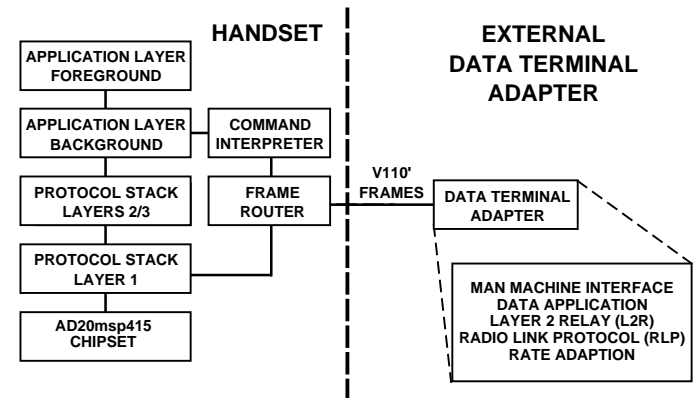 HANDSET
APPLICATION LAYER
FOREGROUND
APPLICATION LAYER
BACKGROUND
COMMAND
INTERPRETER
PROTOCOL STACK
LAYERS 2/3
FRAME
ROUTER
PROTOCOL STACK
LAYER 1
AD20msp415
CHIPSET
V110'
FRAMES
EXTERNAL
DATA TERMINAL
ADAPTER
DATA TERMINAL
ADAPTER
MAN MACHINE INTERFACE
DATA APPLICATION
LAYER 2 RELAY (L2R)
RADIO LINK PROTOCOL (RLP)
RATE ADAPTION